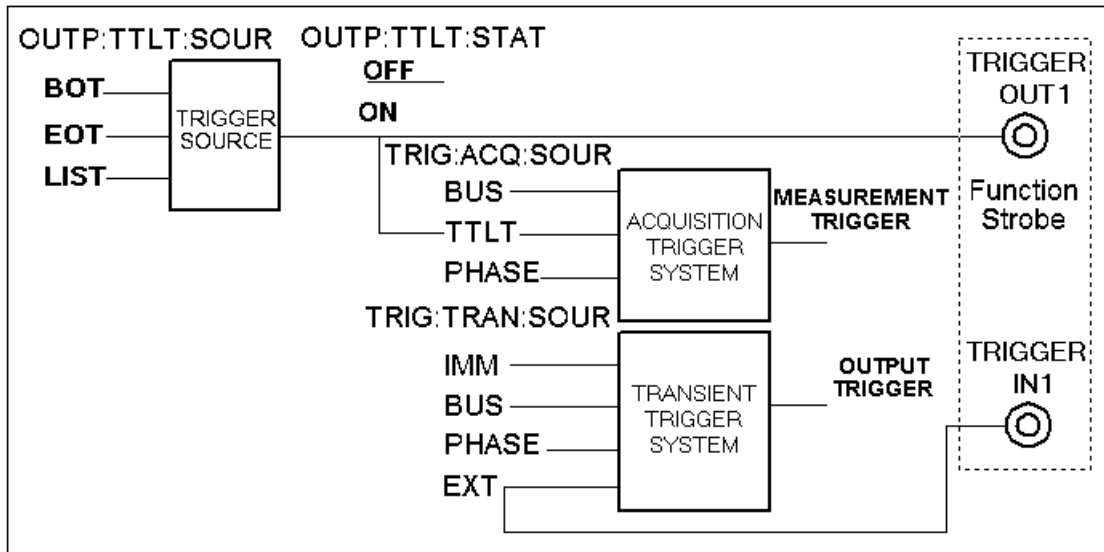 OUTP:TTLT:SOUR
OUTP:TTLT:STAT
BOT
EOT
LIST
TRIGGER
SOURCE
OFF
ON
TRIGGER
OUT1
Function
Strobe
TRIG:ACQ:SOUR
BUS
TTLT
PHASE
ACQUISITION
TRIGGER
SYSTEM
MEASUREMENT
TRIGGER
TRIG:TRAN:SOUR
IMM
BUS
PHASE
EXT
TRANSIENT
TRIGGER
SYSTEM
OUTPUT
TRIGGER
TRIGGER
IN1